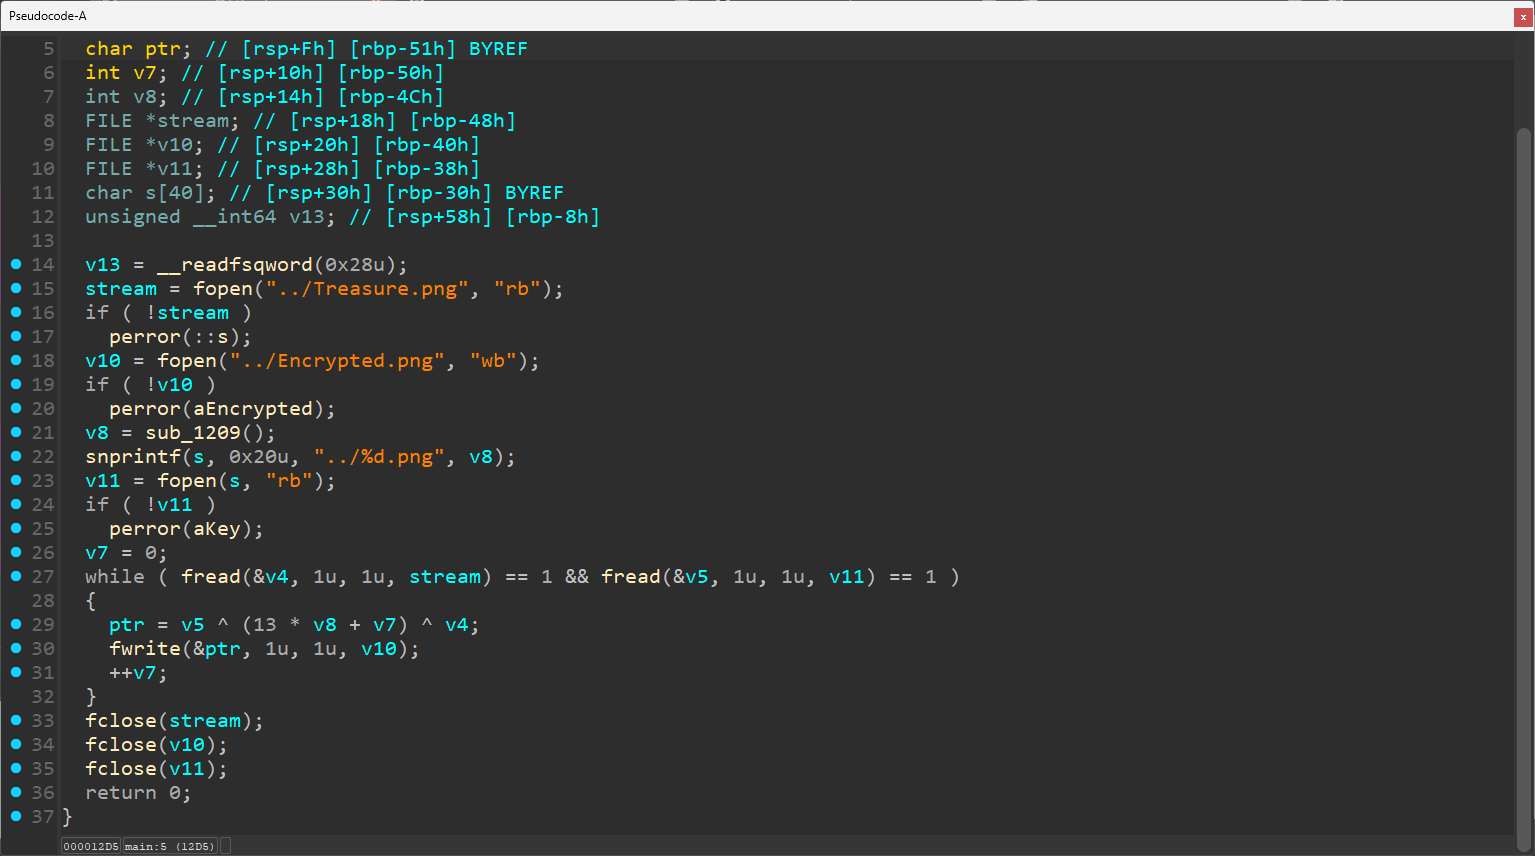 Pseudocode-A
x
5 char ptr; // [rsp+Fh] [rbp-51h] BYREF
6 int v7; // [rsp+10h] [rbp-50h]
7 int v8; // [rsp+14h] [rbp-4Ch]
8 FILE *stream; // [rsp+18h] [rbp-48h]
9 FILE *v10; // [rsp+20h] [rbp-40h]
10 FILE *v11; // [rsp+28h] [rbp-38h]
11 char s[40]; // [rsp+30h] [rbp-30h] BYREF
12 unsigned __int64 v13; // [rsp+58h] [rbp-8h]
13
14 v13 = __readfsqword(0x28u);
15 stream = fopen("../Treasure.png", "rb");
16 if ( !stream )
17 perror(::s);
18 v10 = fopen("../Encrypted.png", "wb");
19 if ( !v10 )
20 perror(aEncrypted);
21 v8 = sub_1209();
22 snprintf(s, 0x20u, "../%d.png", v8);
23 v11 = fopen(s, "rb");
24 if ( !v11 )
25 perror(aKey);
26 v7 = 0;
27 while ( fread(&v4, 1u, 1u, stream) == 1 && fread(&v5, 1u, 1u, v11) == 1 )
28 {
29 ptr = v5 ^ (13 * v8 + v7) ^ v4;
30 fwrite(&ptr, 1u, 1u, v10);
31 ++v7;
32 }
33 fclose(stream);
34 fclose(v10);
35 fclose(v11);
36 return 0;
37 }
000012D5 main:5 (12D5)